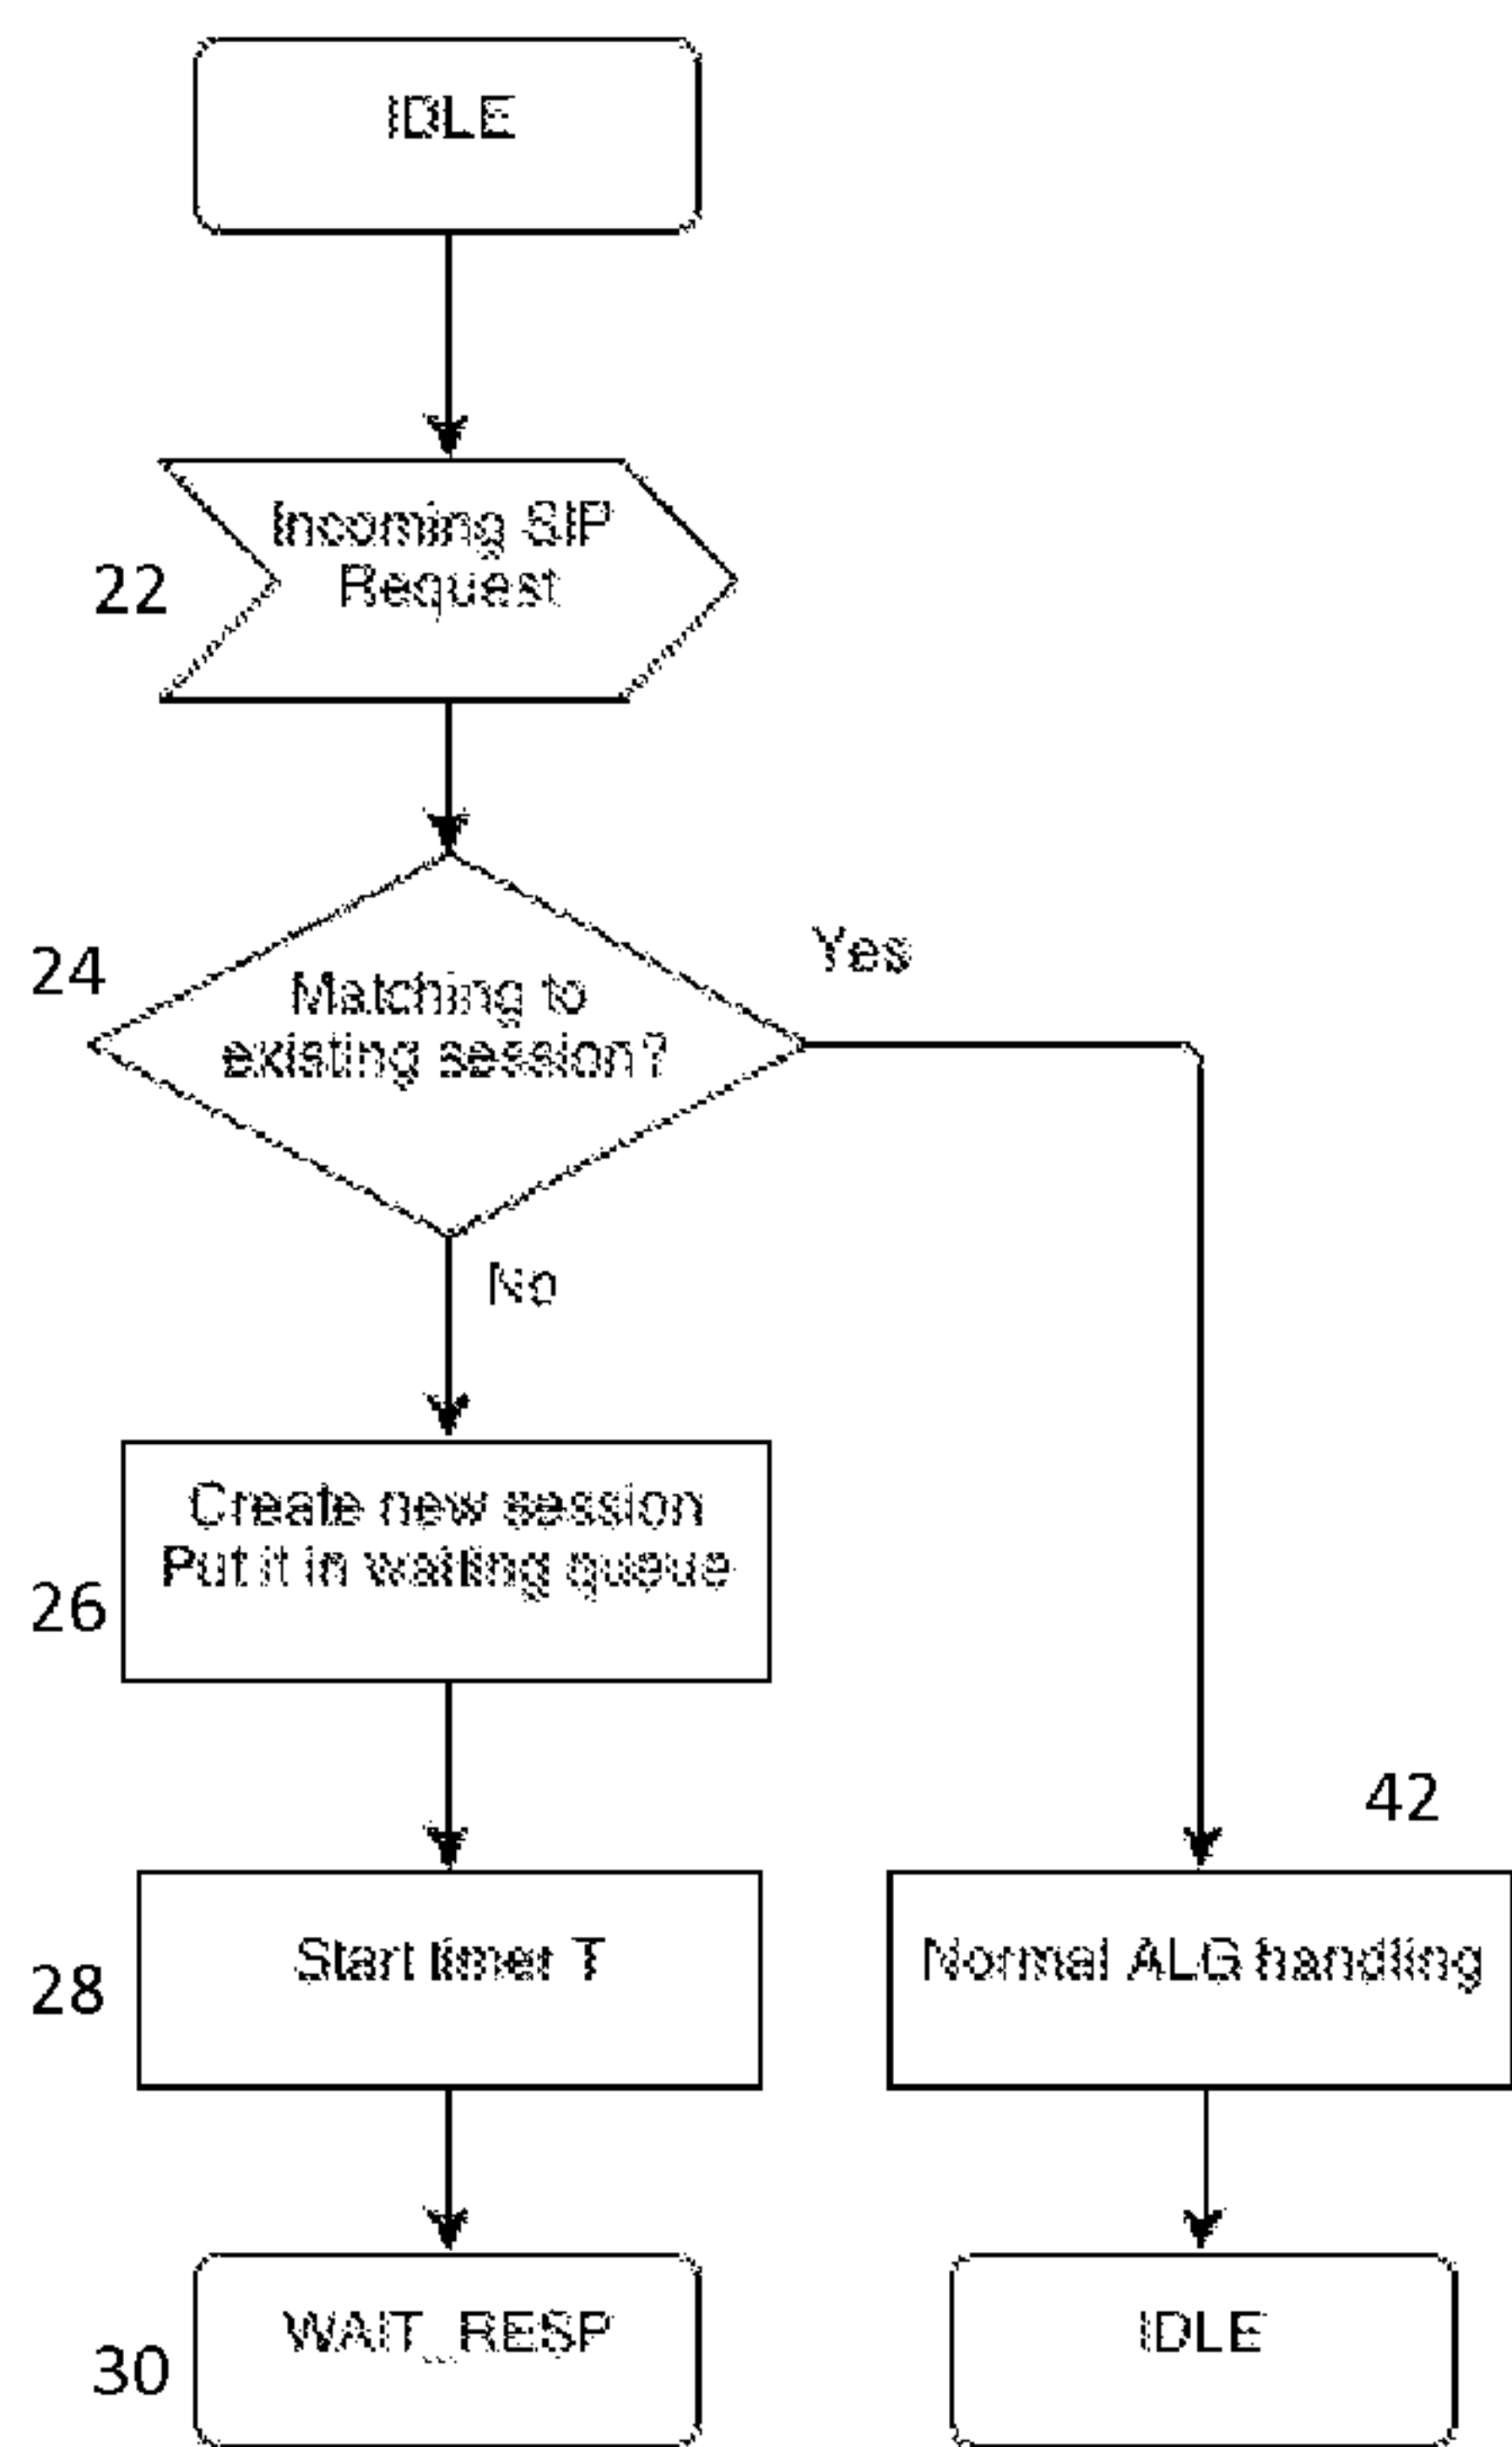 IDLE
Incoming SIP
Request
22
24
Matching to
existing session?
Yes
No
Create new session
Put it in waiting queue
26
42
Start timer T
Normal ALG handling
28
WAIT_RESP
IDLE
30